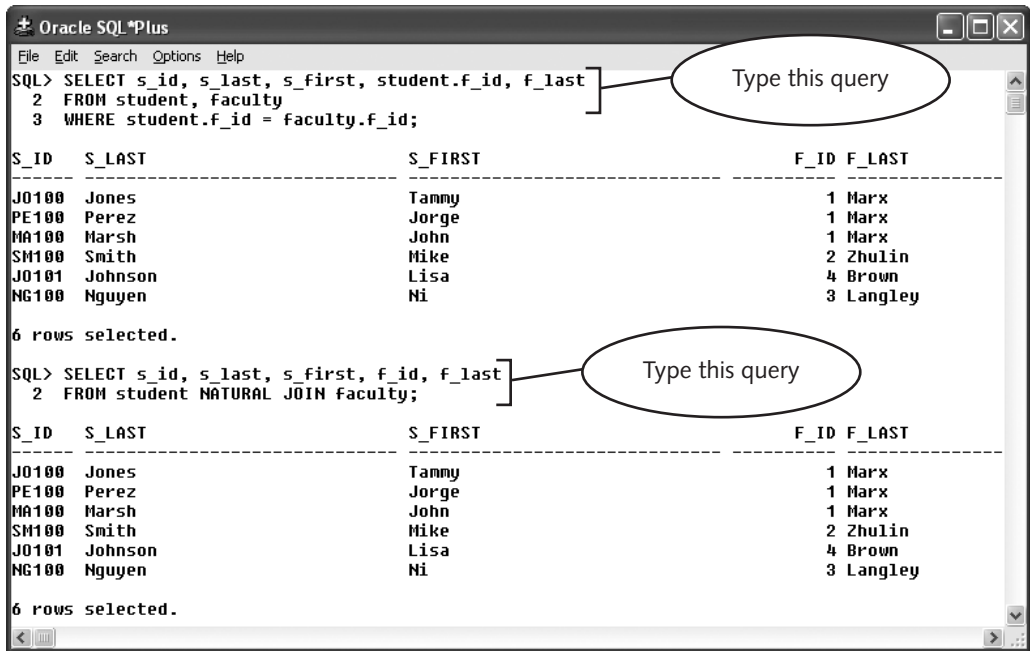 Oracle SQL*Plus
File Edit Search Options Help
SQL> SELECT s_id, s_last, s_first, student.f_id, f_last
2 FROM student, faculty
3 WHERE student.f_id = faculty.f_id;
Type this query
S_ID S_LAST S_FIRST F_ID F_LAST
------ ------------------------------ ------------------------------ ---------- ---------------
JO100 Jones Tammy 1 Marx
PE100 Perez Jorge 1 Marx
MA100 Marsh John 1 Marx
SM100 Smith Mike 2 Zhulin
JO101 Johnson Lisa 4 Brown
NG100 Nguyen Ni 3 Langley
6 rows selected.
SQL> SELECT s_id, s_last, s_first, f_id, f_last
2 FROM student NATURAL JOIN faculty;
Type this query
S_ID S_LAST S_FIRST F_ID F_LAST
------ ------------------------------ ------------------------------ ---------- ---------------
JO100 Jones Tammy 1 Marx
PE100 Perez Jorge 1 Marx
MA100 Marsh John 1 Marx
SM100 Smith Mike 2 Zhulin
JO101 Johnson Lisa 4 Brown
NG100 Nguyen Ni 3 Langley
6 rows selected.